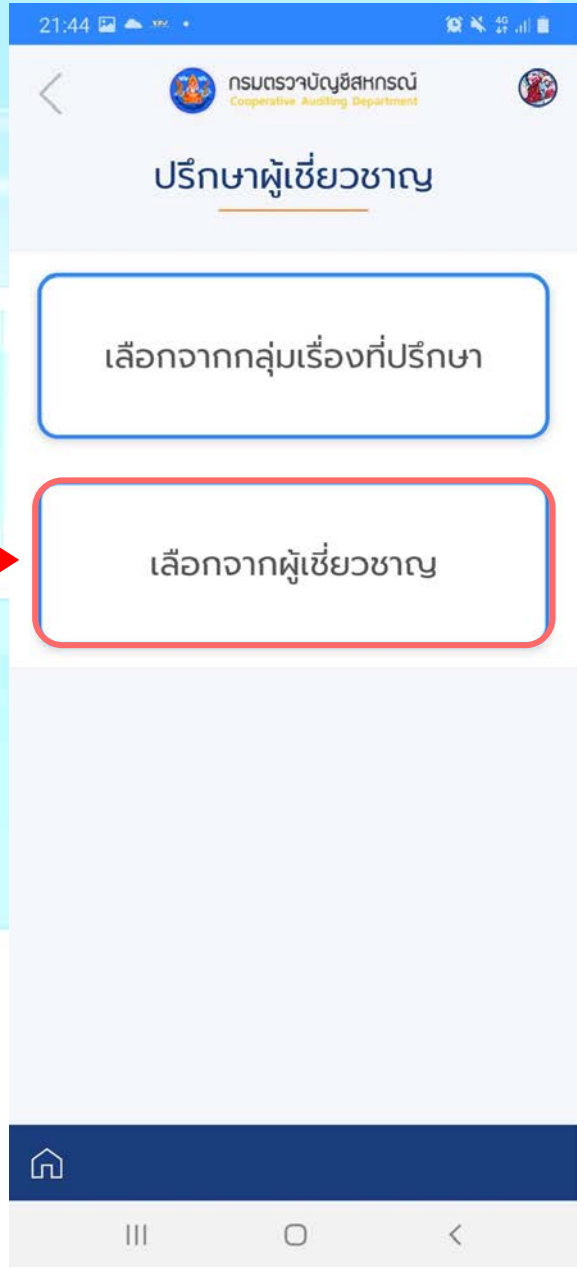 21:44
4G
กรมตรวจบัญชีสหกรณ์
Cooperative Auditing Department
ปรึกษาผู้เชี่ยวชาญ
เลือกจากกลุ่มเรื่องที่ปรึกษา
เลือกจากผู้เชี่ยวชาญ